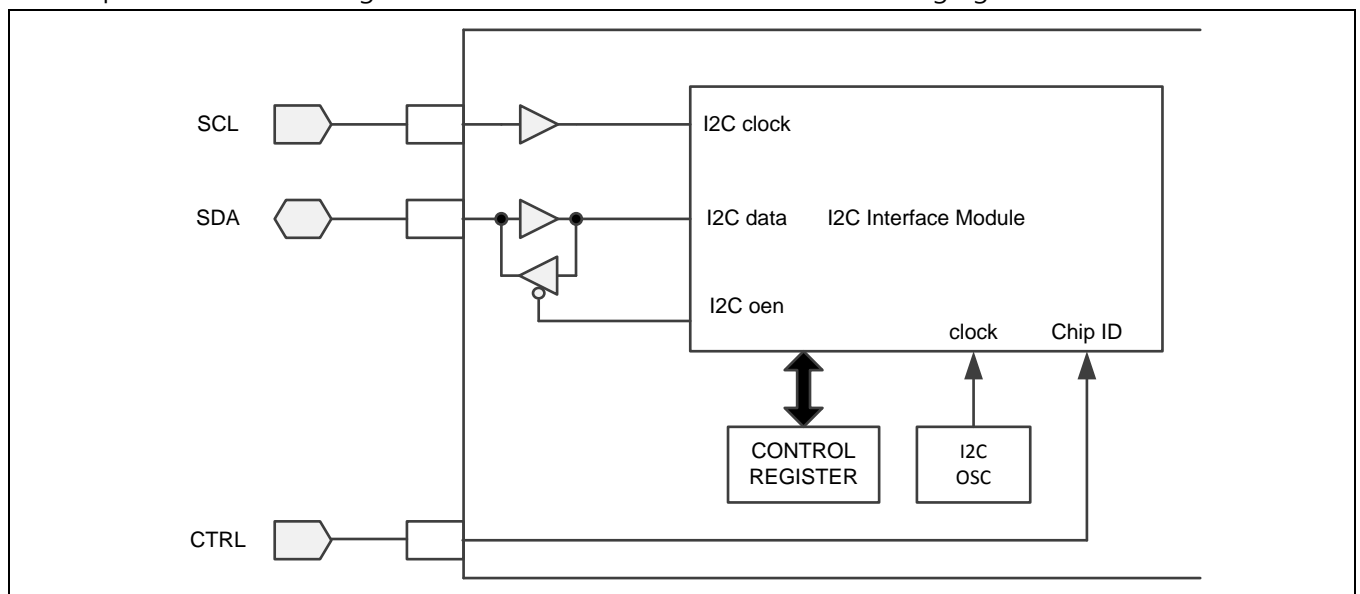 SCL
I2C clock
SDA
I2C data
I2C Interface Module
I2C oen
clock
Chip ID
CONTROL
REGISTER
I2C
OSC
CTRL